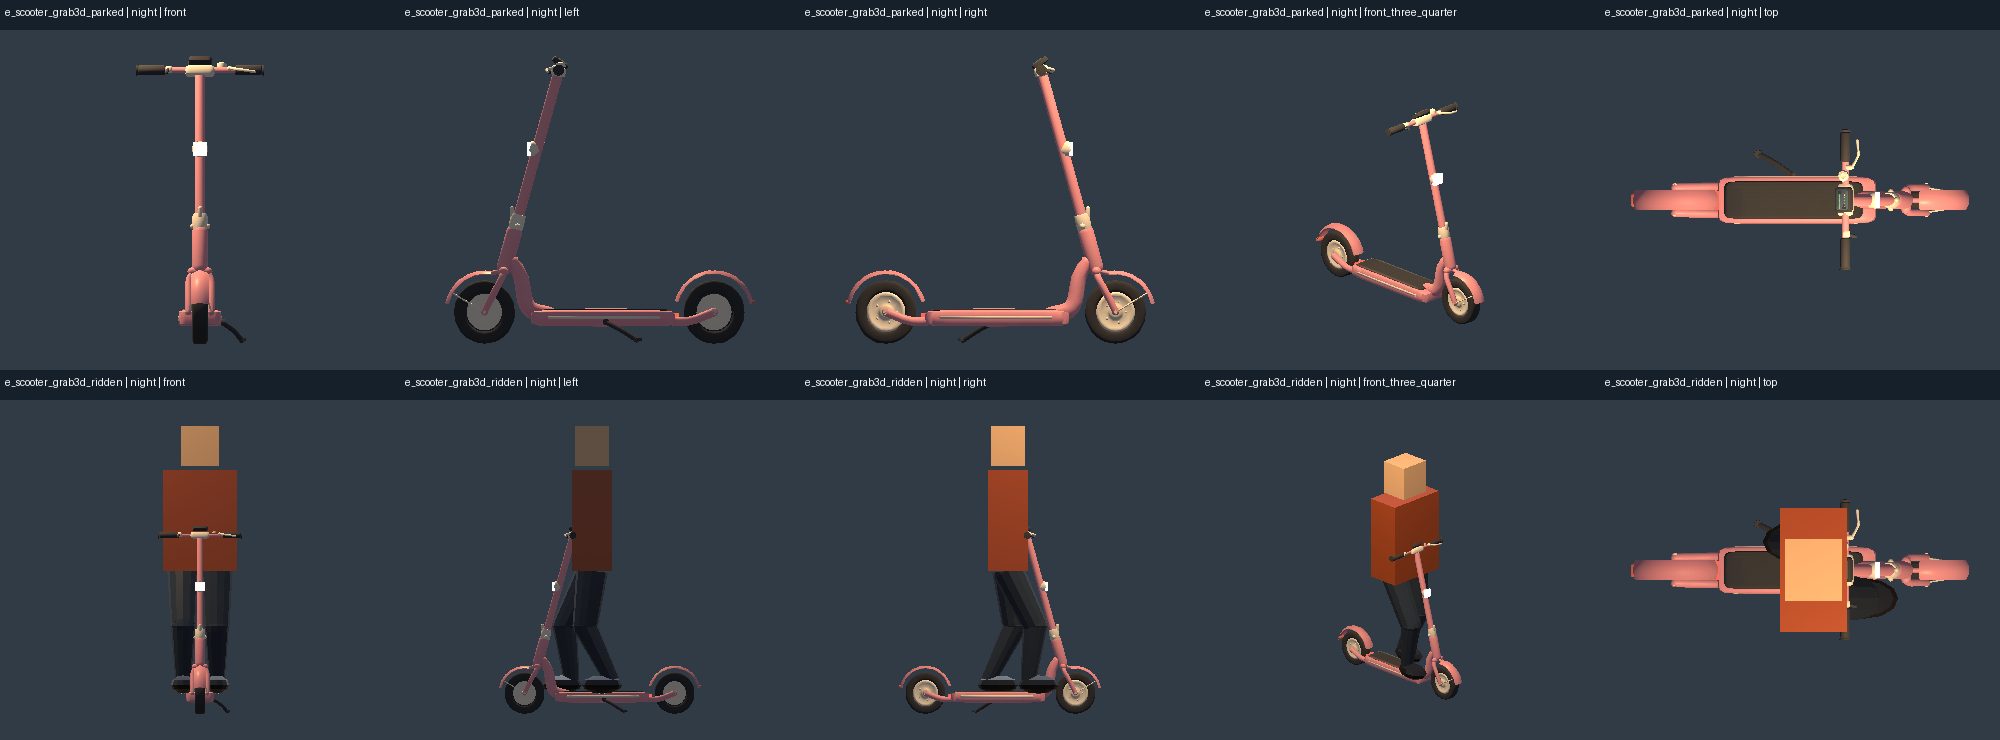 e_scooter_grab3d_parked | night | front
e_scooter_grab3d_parked | night | left
e_scooter_grab3d_parked | night | right
e_scooter_grab3d_parked | night | front_three_quarter
e_scooter_grab3d_parked | night | top
e_scooter_grab3d_ridden | night | front
e_scooter_grab3d_ridden | night | left
e_scooter_grab3d_ridden | night | right
e_scooter_grab3d_ridden | night | front_three_quarter
e_scooter_grab3d_ridden | night | top